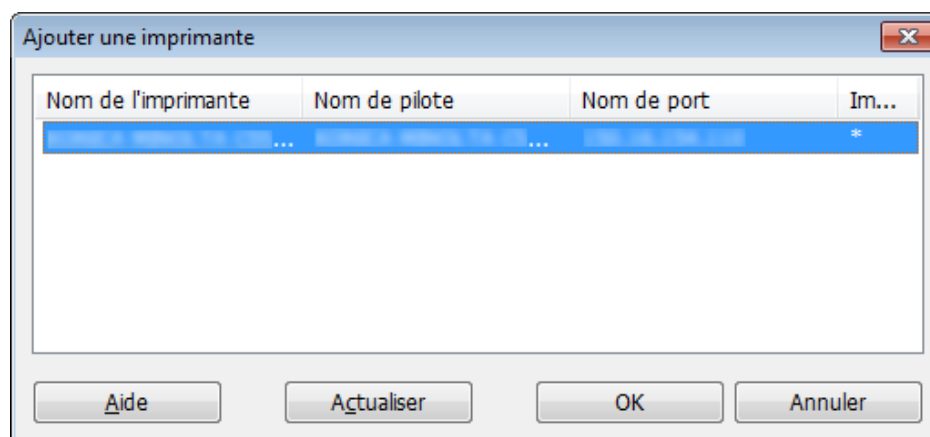 Ajouter une imprimante
Nom de l'imprimante Nom de pilote Nom de port Im...
... ... *
Aide Actualiser OK Annuler